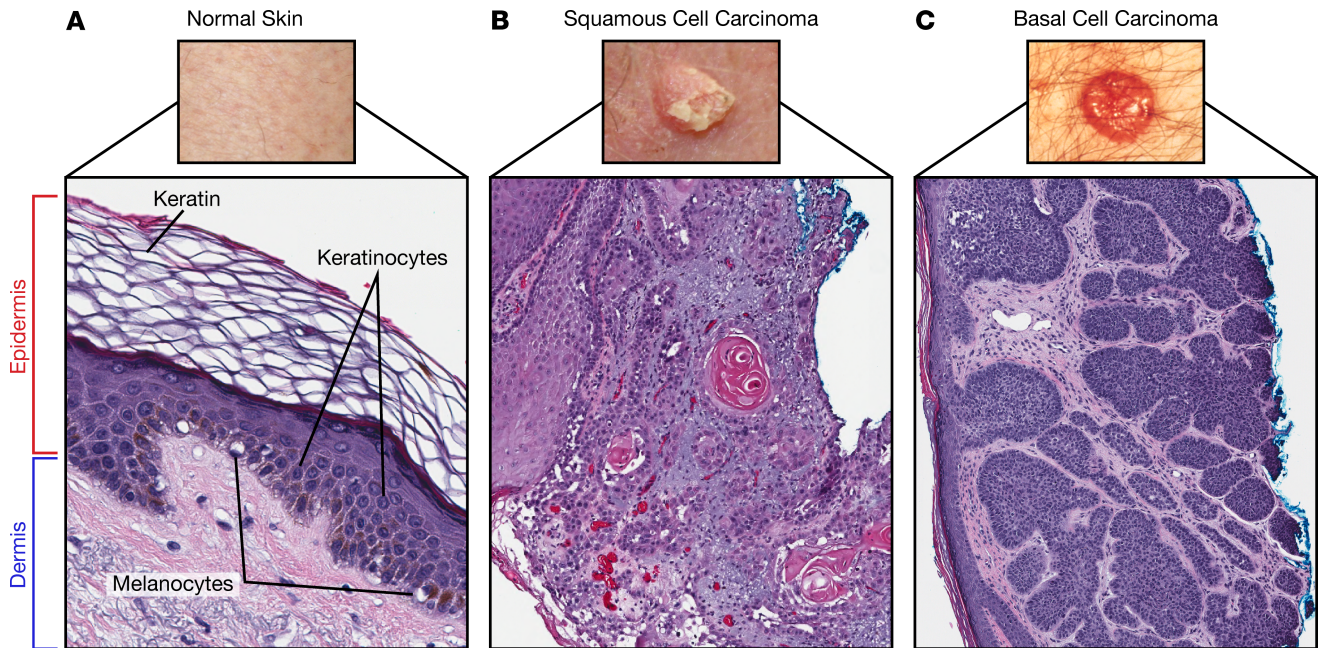 A
Normal Skin
B
Squamous Cell Carcinoma
C
Basal Cell Carcinoma
Epidermis
Keratin
Keratinocytes
Dermis
Melanocytes